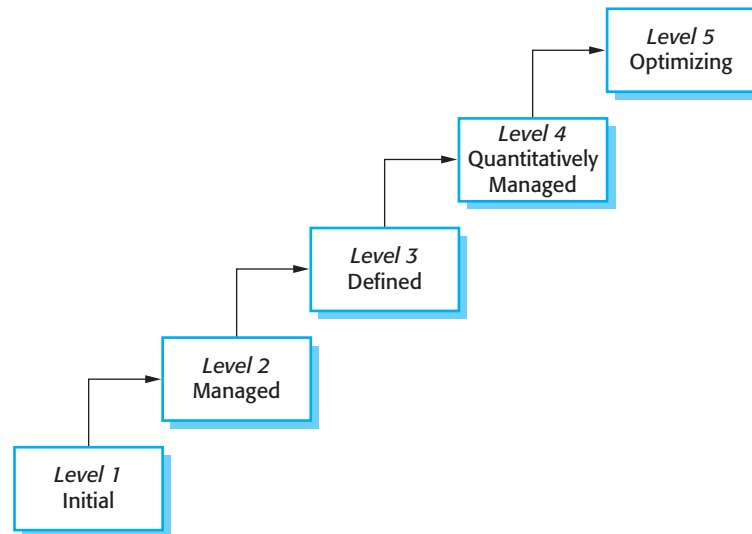 Level 5
Optimizing
Level 4
Quantitatively
Managed
Level 3
Defined
Level 2
Managed
Level 1
Initial